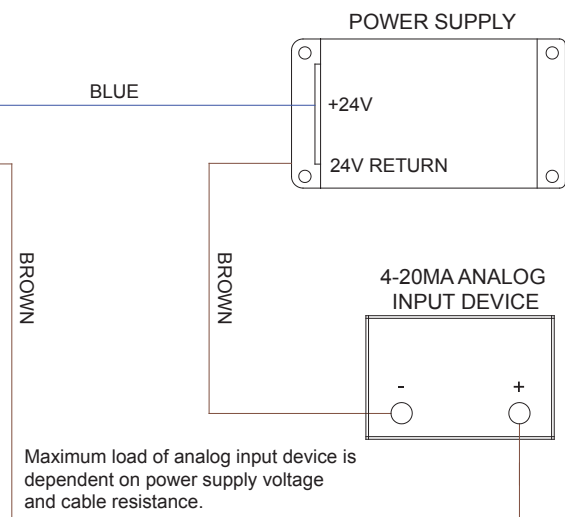 POWER SUPPLY
BLUE
+24V
24V RETURN
BROWN
BROWN
4-20MA ANALOG
INPUT DEVICE
-
+
Maximum load of analog input device is
dependent on power supply voltage
and cable resistance.